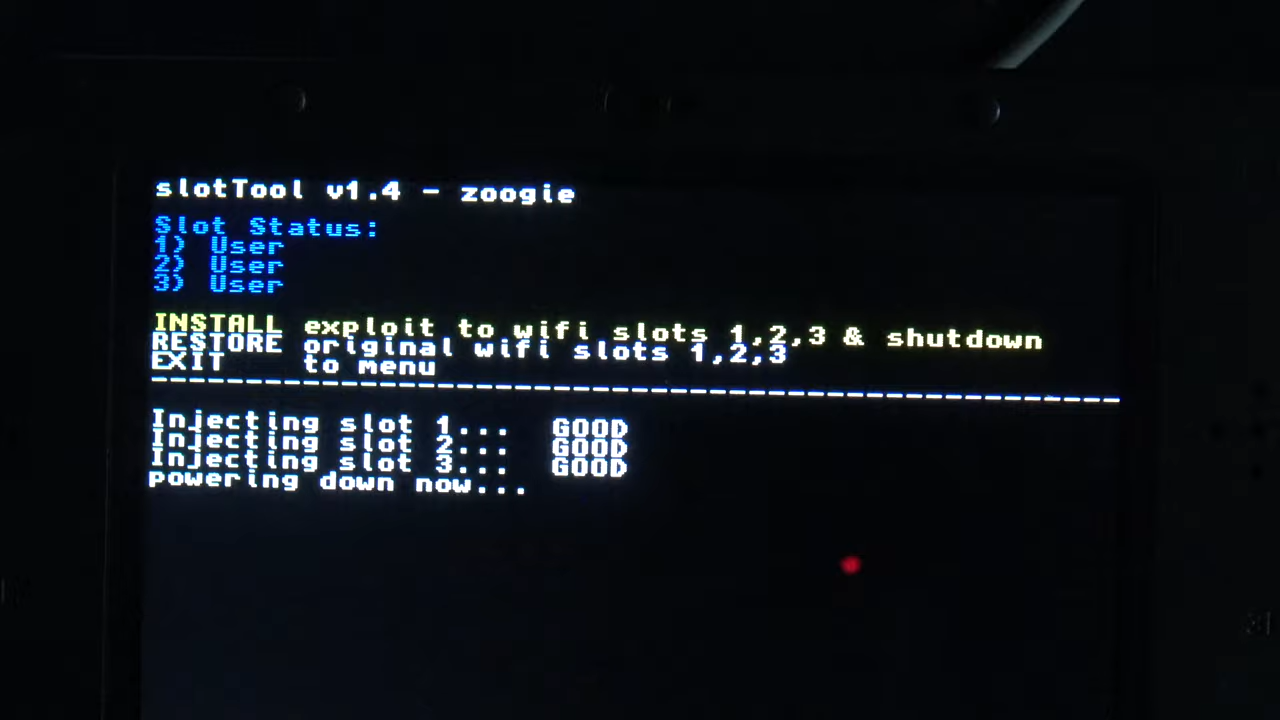 slotTool v1.4 - zoogie
Slot Status:
1) User
2) User
3) User
INSTALL exploit to wifi slots 1,2,3 & shutdown
RESTORE original wifi slots 1,2,3
EXIT to menu
--------------------------------------------------
Injecting slot 1... GOOD
Injecting slot 2... GOOD
Injecting slot 3... GOOD
powering down now...